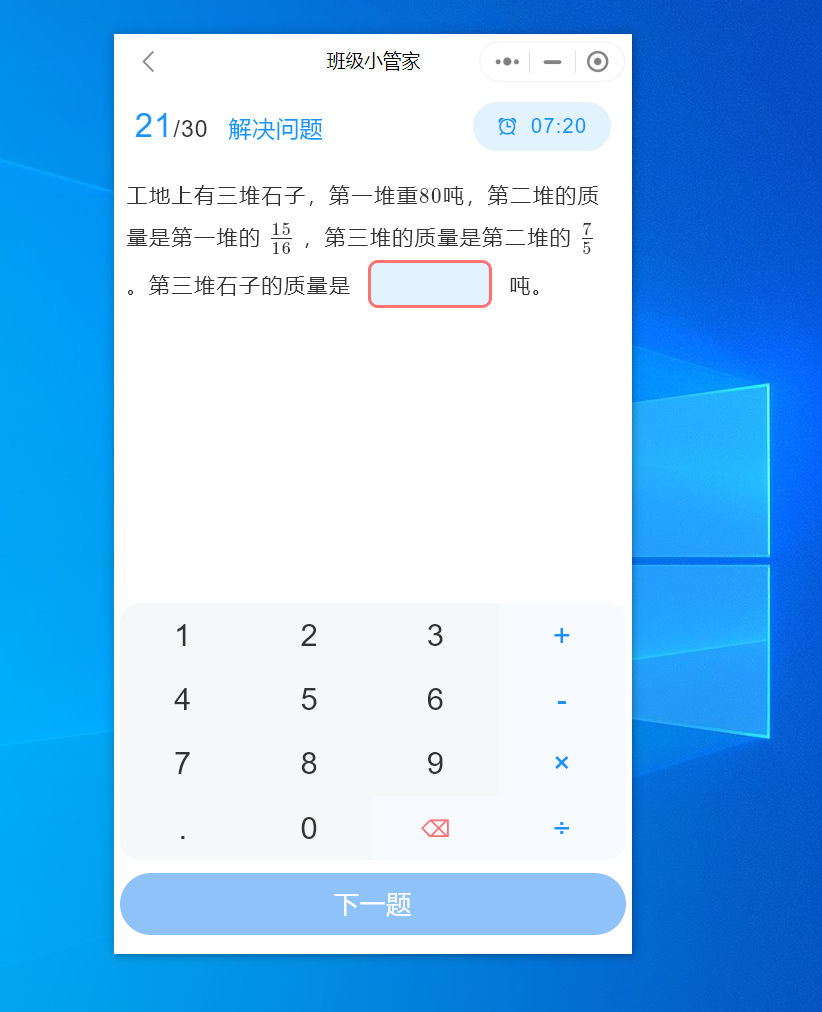 班级小管家
21/30 解决问题 07:20
工地上有三堆石子，第一堆重80吨，第二堆的质
量是第一堆的 15/16 ，第三堆的质量是第二堆的 7/5
。第三堆石子的质量是 吨。
1 2 3 +
4 5 6 -
7 8 9 ×
. 0 ⌫ ÷
下一题